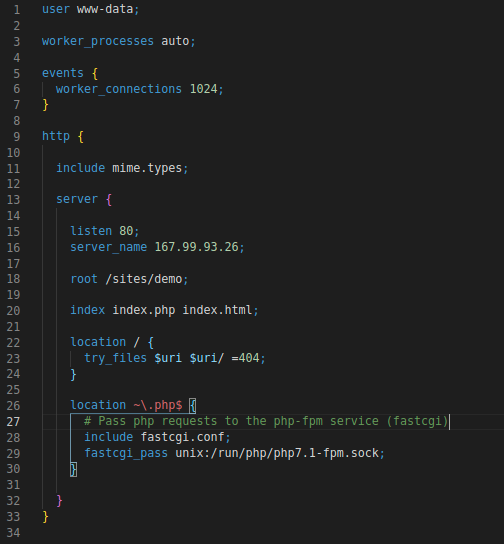 1 user www-data;
2
3 worker_processes auto;
4
5 events {
6 worker_connections 1024;
7 }
8
9 http {
10
11 include mime.types;
12
13 server {
14
15 listen 80;
16 server_name 167.99.93.26;
17
18 root /sites/demo;
19
20 index index.php index.html;
21
22 location / {
23 try_files $uri $uri/ =404;
24 }
25
26 location ~\.php$ {
27 # Pass php requests to the php-fpm service (fastcgi)
28 include fastcgi.conf;
29 fastcgi_pass unix:/run/php/php7.1-fpm.sock;
30 }
31
32 }
33 }
34